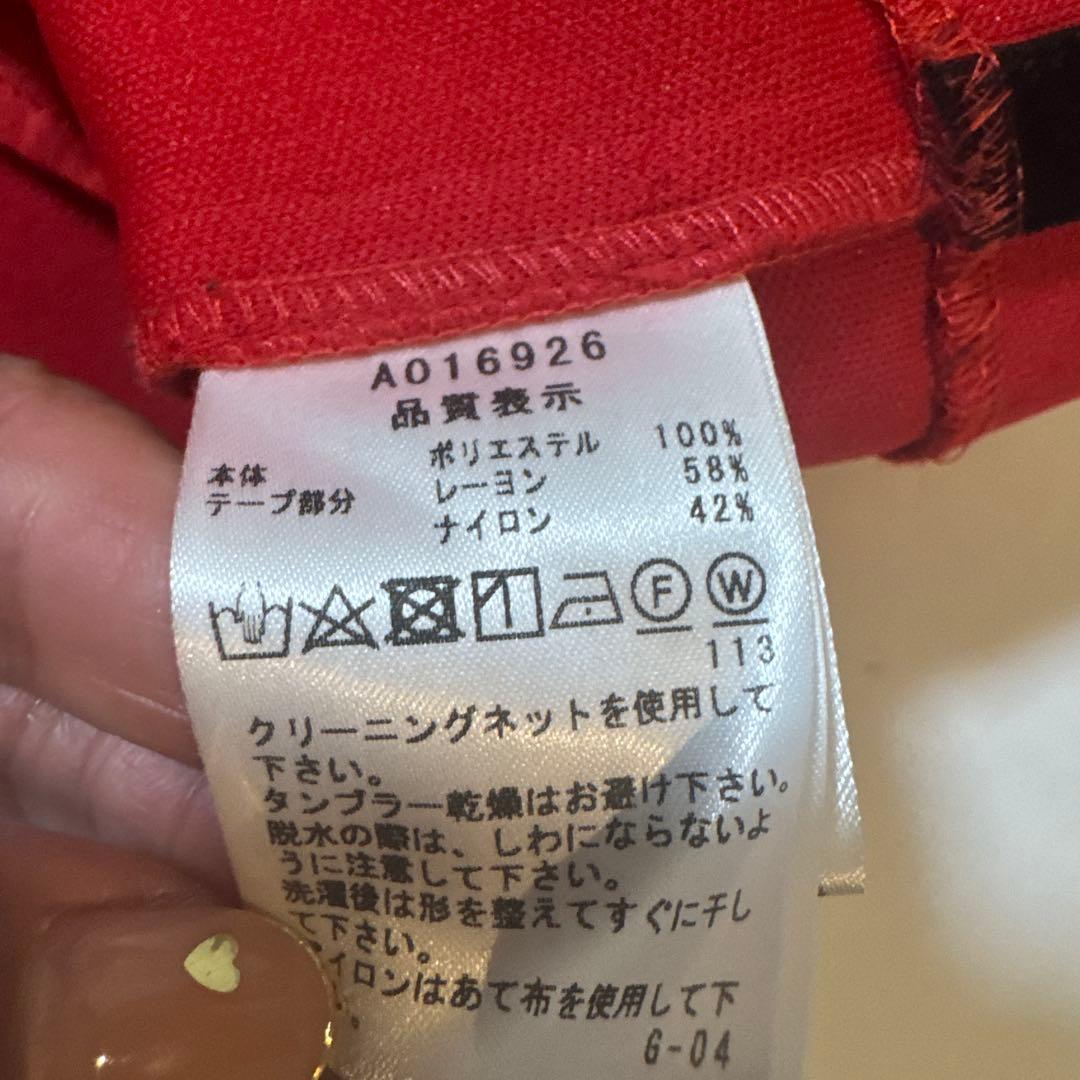 A016926
品質表示
本体 ポリエステル 100%
テープ部分 レーヨン 58%
ナイロン 42%
F W
113
クリーニングネットを使用して
下さい。
タンブラー乾燥はお避け下さい。
脱水の際は、しわにならないよ
うに注意して下さい。
洗濯後は形を整えてすぐに干し
て下さい。
イロンはあて布を使用して下
。
G-04